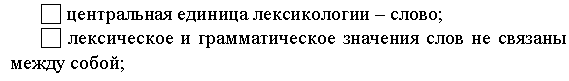 центральная единица лексикологии – слово;
лексическое и грамматическое значения слов не связаны
между собой;